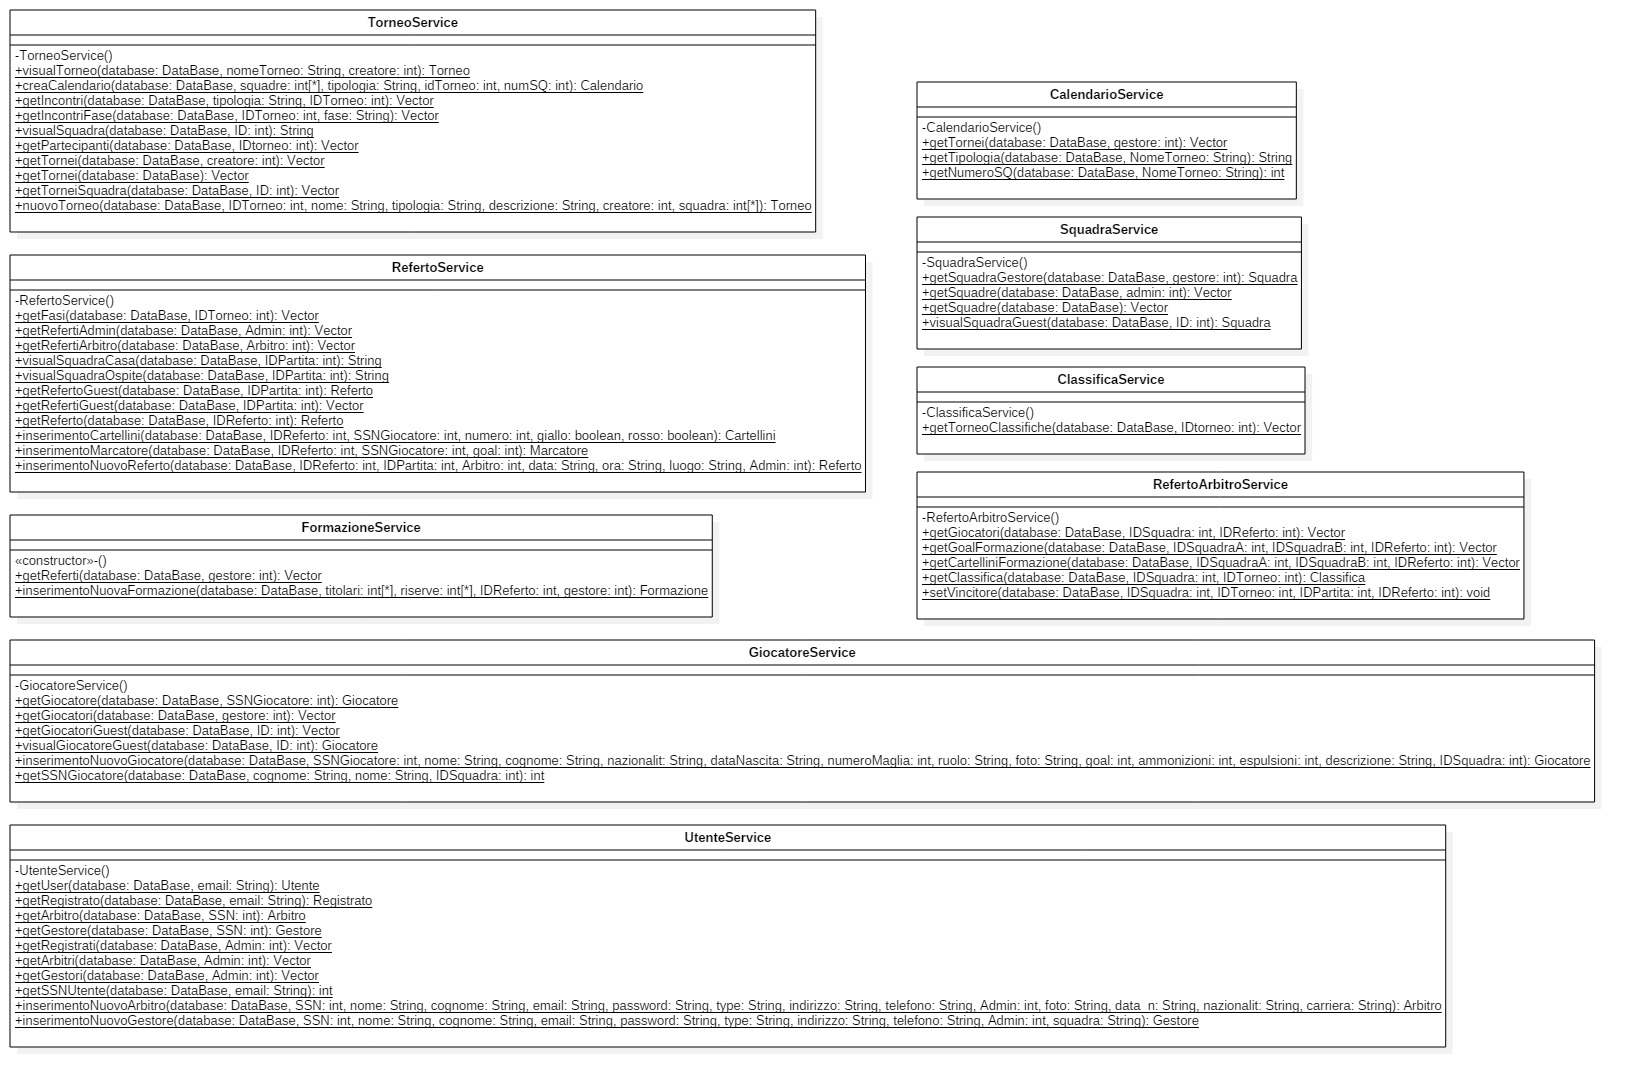 TorneoService
-TorneoService()
+visualTorneo(database: DataBase, nomeTorneo: String, creatore: int): Torneo
+creaCalendario(database: DataBase, squadre: int[*], tipologia: String, idTorneo: int, numSQ: int): Calendario
+getIncontri(database: DataBase, tipologia: String, IDTorneo: int): Vector
+getIncontriFase(database: DataBase, IDTorneo: int, fase: String): Vector
+visualSquadra(database: DataBase, ID: int): String
+getPartecipanti(database: DataBase, IDtorneo: int): Vector
+getTornei(database: DataBase, creatore: int): Vector
+getTornei(database: DataBase): Vector
+getTorneiSquadra(database: DataBase, ID: int): Vector
+nuovoTorneo(database: DataBase, IDTorneo: int, nome: String, tipologia: String, descrizione: String, creatore: int, squadra: int[*]): Torneo
CalendarioService
-CalendarioService()
+getTornei(database: DataBase, gestore: int): Vector
+getTipologia(database: DataBase, NomeTorneo: String): String
+getNumeroSQ(database: DataBase, NomeTorneo: String): int
SquadraService
-SquadraService()
+getSquadraGestore(database: DataBase, gestore: int): Squadra
+getSquadre(database: DataBase, admin: int): Vector
+getSquadre(database: DataBase): Vector
+visualSquadraGuest(database: DataBase, ID: int): Squadra
RefertoService
-RefertoService()
+getFasi(database: DataBase, IDTorneo: int): Vector
+getRefertiAdmin(database: DataBase, Admin: int): Vector
+getRefertiArbitro(database: DataBase, Arbitro: int): Vector
+visualSquadraCasa(database: DataBase, IDPartita: int): String
+visualSquadraOspite(database: DataBase, IDPartita: int): String
+getRefertoGuest(database: DataBase, IDPartita: int): Referto
+getRefertiGuest(database: DataBase, IDPartita: int): Vector
+getReferto(database: DataBase, IDReferto: int): Referto
+inserimentoCartellini(database: DataBase, IDReferto: int, SSNGiocatore: int, numero: int, giallo: boolean, rosso: boolean): Cartellini
+inserimentoMarcatore(database: DataBase, IDReferto: int, SSNGiocatore: int, goal: int): Marcatore
+inserimentoNuovoReferto(database: DataBase, IDReferto: int, IDPartita: int, Arbitro: int, data: String, ora: String, luogo: String, Admin: int): Referto
ClassificaService
-ClassificaService()
+getTorneoClassifiche(database: DataBase, IDtorneo: int): Vector
RefertoArbitroService
-RefertoArbitroService()
+getGiocatori(database: DataBase, IDSquadra: int, IDReferto: int): Vector
+getGoalFormazione(database: DataBase, IDSquadraA: int, IDSquadraB: int, IDReferto: int): Vector
+getCartelliniFormazione(database: DataBase, IDSquadraA: int, IDSquadraB: int, IDReferto: int): Vector
+getClassifica(database: DataBase, IDSquadra: int, IDTorneo: int): Classifica
+setVincitore(database: DataBase, IDSquadra: int, IDTorneo: int, IDPartita: int, IDReferto: int): void
FormazioneService
«constructor»-()
+getReferti(database: DataBase, gestore: int): Vector
+inserimentoNuovaFormazione(database: DataBase, titolari: int[*], riserve: int[*], IDReferto: int, gestore: int): Formazione
GiocatoreService
-GiocatoreService()
+getGiocatore(database: DataBase, SSNGiocatore: int): Giocatore
+getGiocatori(database: DataBase, gestore: int): Vector
+getGiocatoriGuest(database: DataBase, ID: int): Vector
+visualGiocatoreGuest(database: DataBase, ID: int): Giocatore
+inserimentoNuovoGiocatore(database: DataBase, SSNGiocatore: int, nome: String, cognome: String, nazionalit: String, dataNascita: String, numeroMaglia: int, ruolo: String, foto: String, goal: int, ammonizioni: int, espulsioni: int, descrizione: String, IDSquadra: int): Giocatore
+getSSNGiocatore(database: DataBase, cognome: String, nome: String, IDSquadra: int): int
UtenteService
-UtenteService()
+getUser(database: DataBase, email: String): Utente
+getRegistrato(database: DataBase, email: String): Registrato
+getArbitro(database: DataBase, SSN: int): Arbitro
+getGestore(database: DataBase, SSN: int): Gestore
+getRegistrati(database: DataBase, Admin: int): Vector
+getArbitri(database: DataBase, Admin: int): Vector
+getGestori(database: DataBase, Admin: int): Vector
+getSSNUtente(database: DataBase, email: String): int
+inserimentoNuovoArbitro(database: DataBase, SSN: int, nome: String, cognome: String, email: String, password: String, type: String, indirizzo: String, telefono: String, Admin: int, foto: String, data_n: String, nazionalit: String, carriera: String): Arbitro
+inserimentoNuovoGestore(database: DataBase, SSN: int, nome: String, cognome: String, email: String, password: String, type: String, indirizzo: String, telefono: String, Admin: int, squadra: String): Gestore